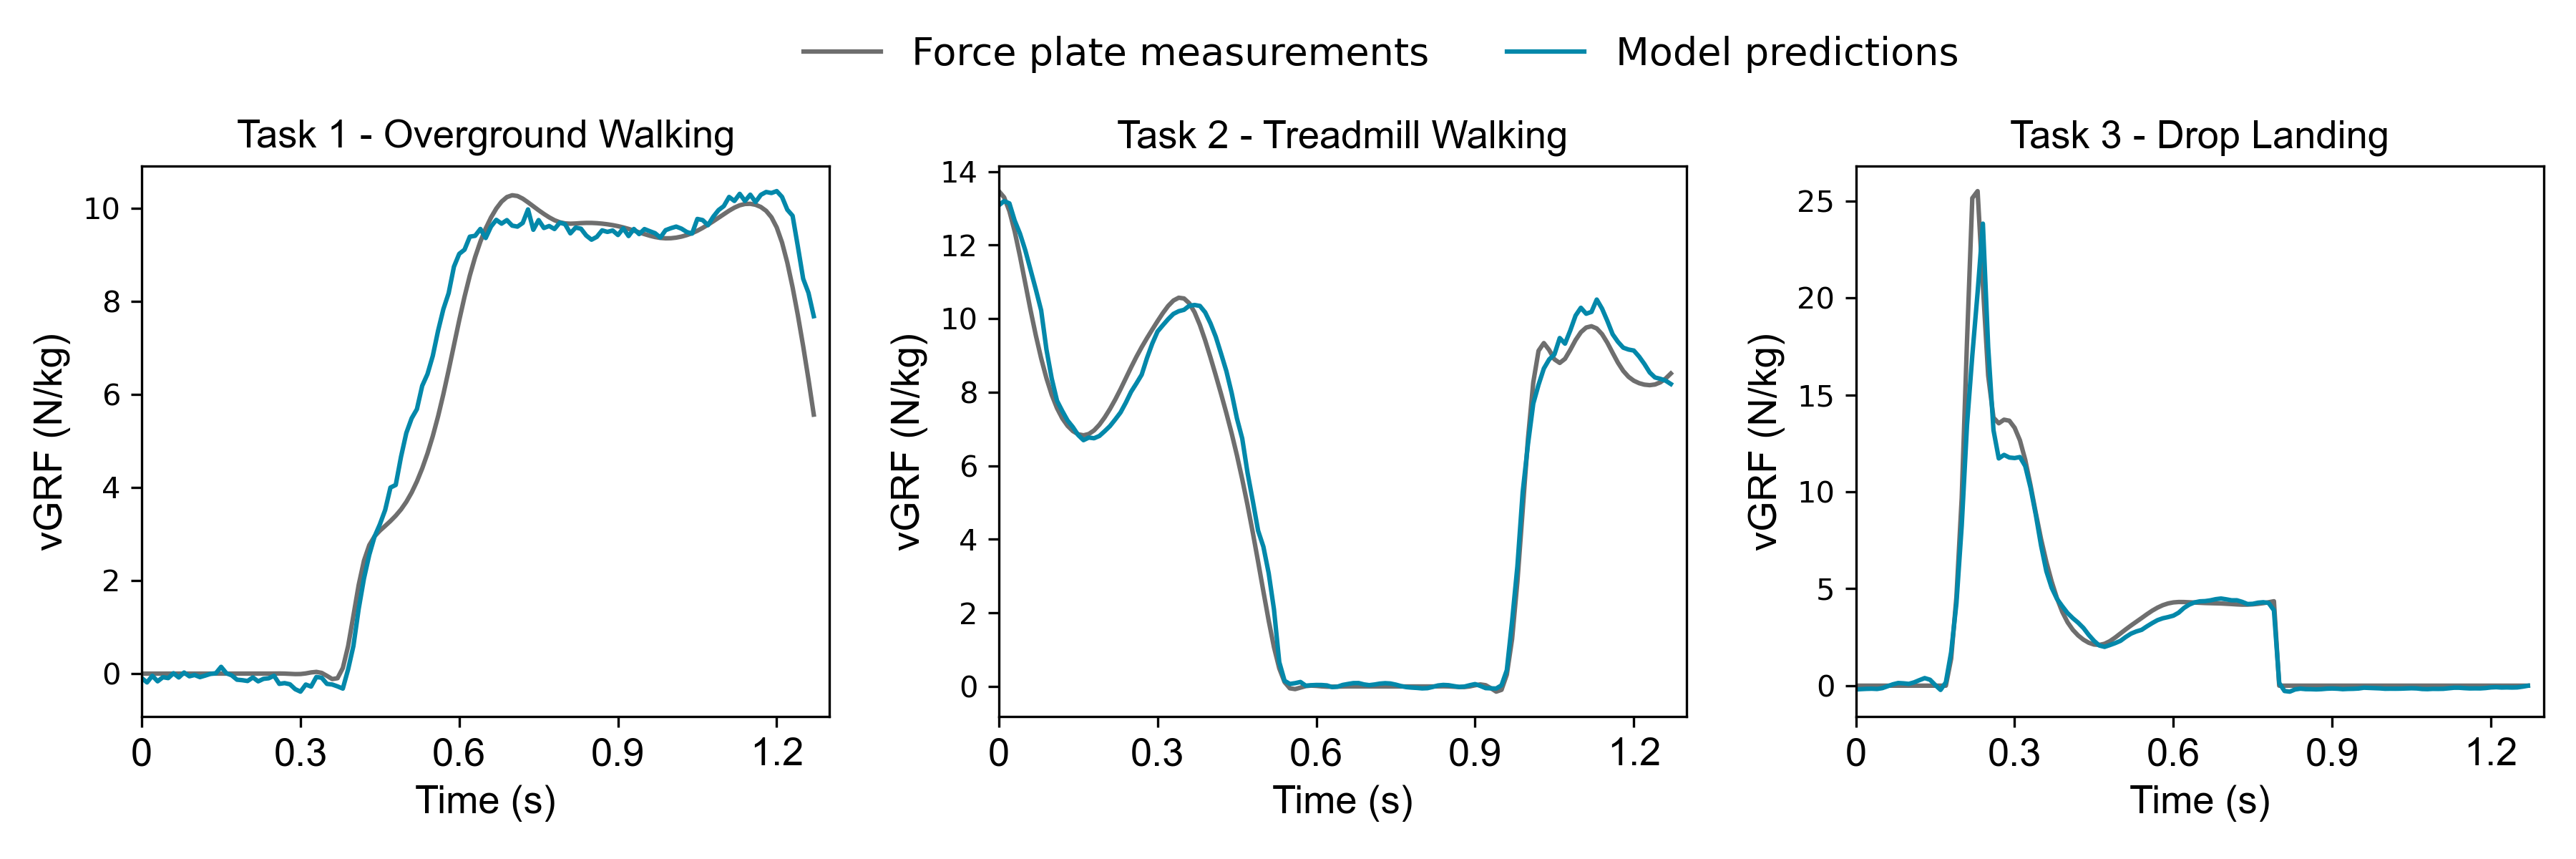 Force plate measurements
Model predictions
Task 1 - Overground Walking
vGRF (N/kg)
10
8
6
4
2
0
0 0.3 0.6 0.9 1.2
Time (s)
Task 2 - Treadmill Walking
vGRF (N/kg)
14
12
10
8
6
4
2
0
0 0.3 0.6 0.9 1.2
Time (s)
Task 3 - Drop Landing
vGRF (N/kg)
25
20
15
10
5
0
0 0.3 0.6 0.9 1.2
Time (s)